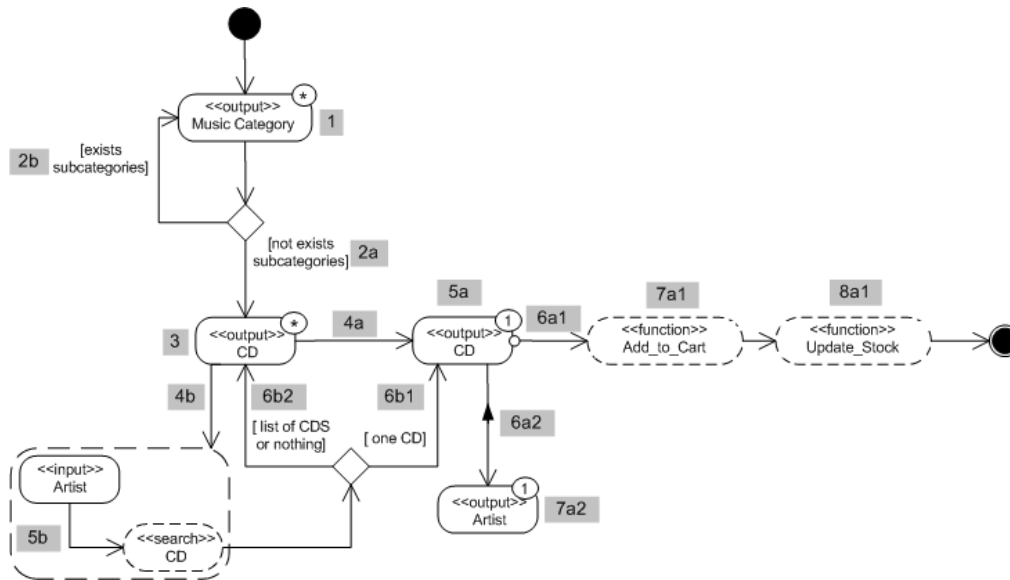 <<output>>
Music Category
*
1
2b
[exists
subcategories]
[not exists
subcategories]
2a
3
<<output>>
CD
*
4a
5a
<<output>>
CD
1
6a1
7a1
<<function>>
Add_to_Cart
8a1
<<function>>
Update_Stock
4b
6b2
[ list of CDS
or nothing]
6b1
[ one CD]
6a2
<<output>>
Artist
1
7a2
<<input>>
Artist
5b
<<search>>
CD